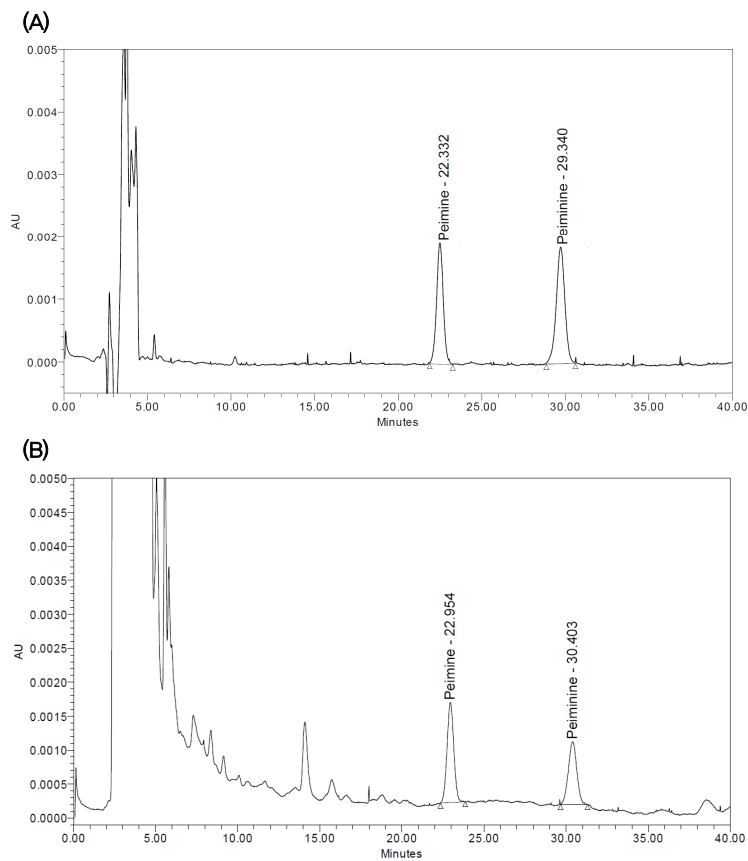 (A)
0.005
0.004
0.003
0.002
0.001
0.000
AU
Peimine - 22.332
Peiminine - 29.340
0.00 5.00 10.00 15.00 20.00 25.00 30.00 35.00 40.00
Minutes
(B)
0.0050
0.0045
0.0040
0.0035
0.0030
0.0025
0.0020
0.0015
0.0010
0.0005
0.0000
AU
Peimine - 22.954
Peiminine - 30.403
0.00 5.00 10.00 15.00 20.00 25.00 30.00 35.00 40.00
Minutes